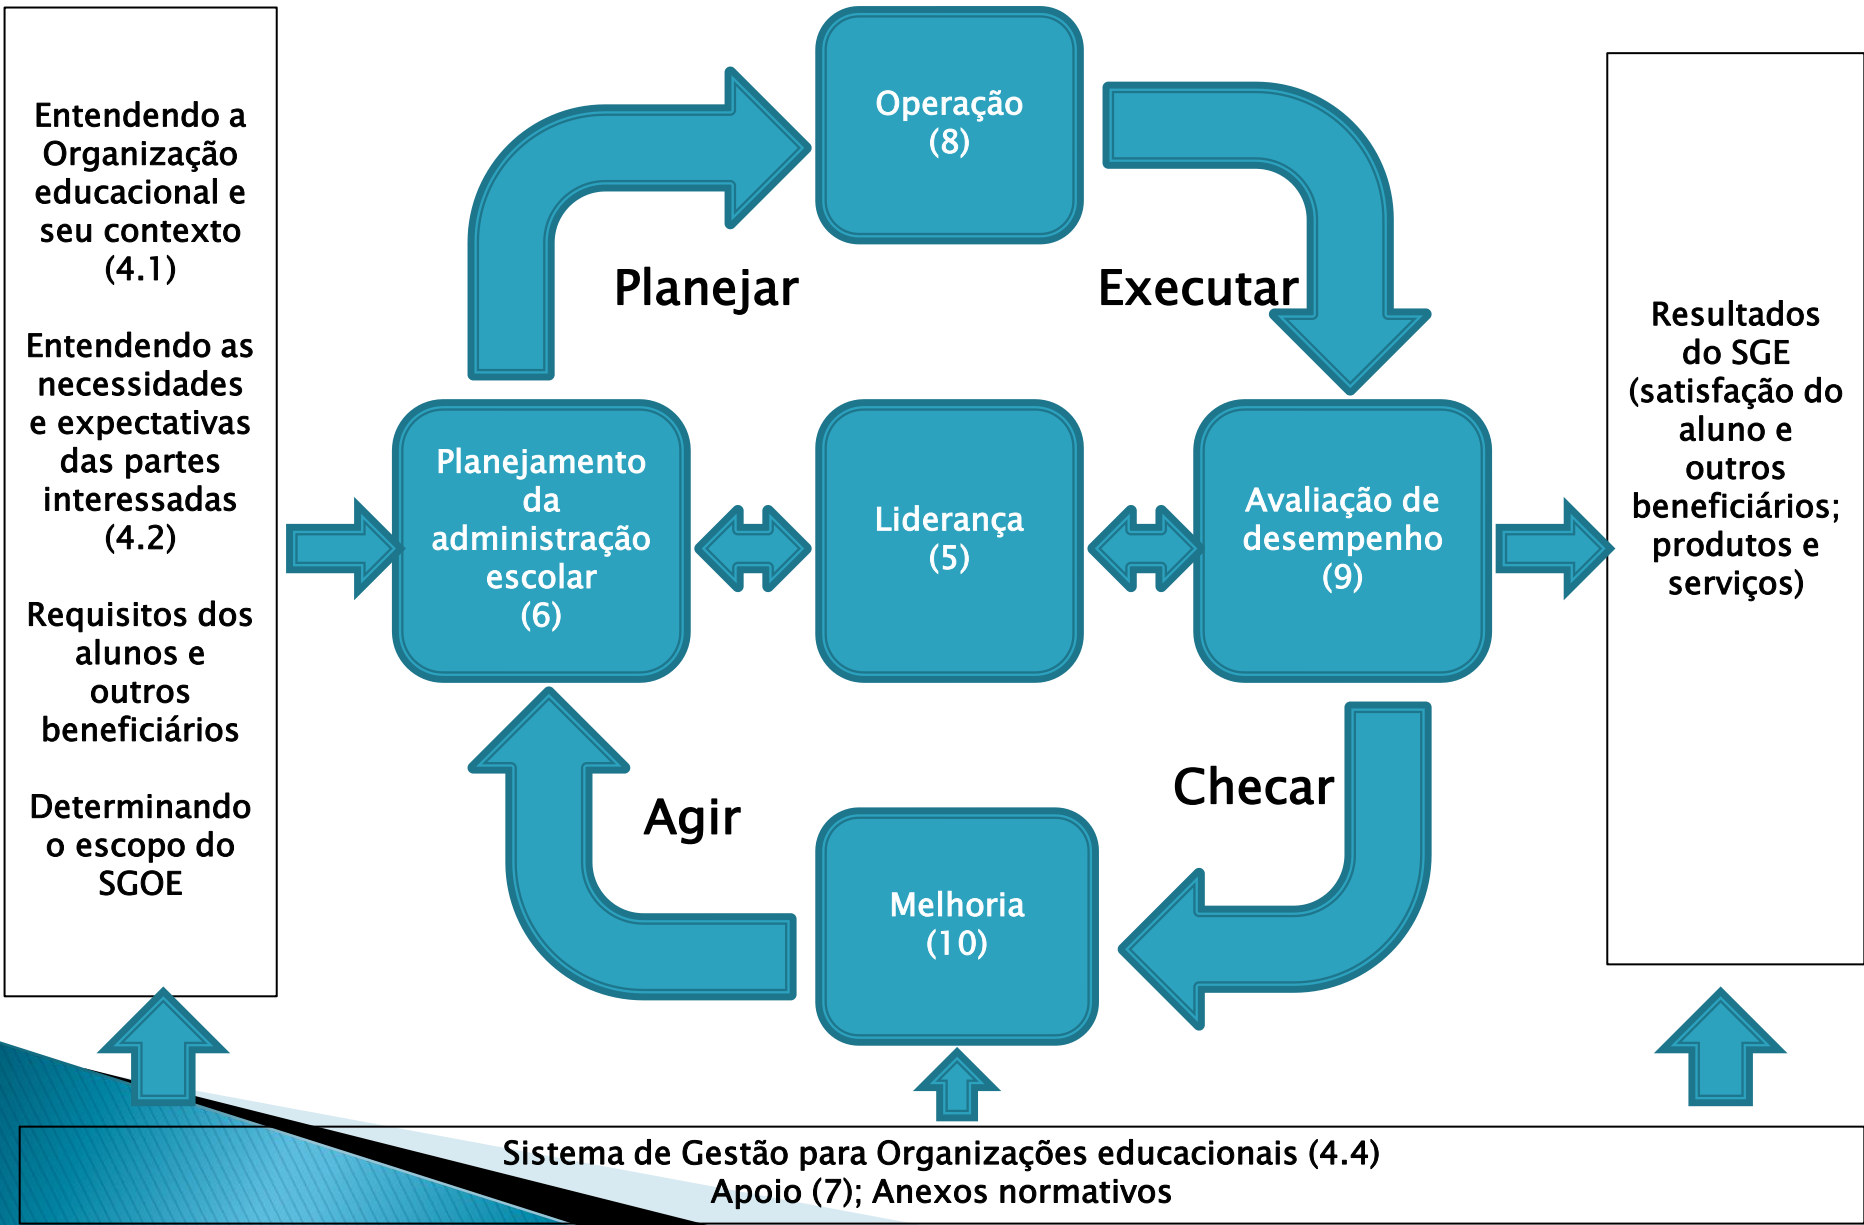 Entendendo a
Organização
educacional e
seu contexto
(4.1)
Entendendo as
necessidades
e expectativas
das partes
interessadas
(4.2)
Requisitos dos
alunos e
outros
beneficiários
Determinando
o escopo do
SGOE
Operação
(8)
Planejar
Executar
Planejamento
da
administração
escolar
(6)
Liderança
(5)
Avaliação de
desempenho
(9)
Agir
Checar
Melhoria
(10)
Resultados
do SGE
(satisfação do
aluno e
outros
beneficiários;
produtos e
serviços)
Sistema de Gestão para Organizações educacionais (4.4)
Apoio (7); Anexos normativos